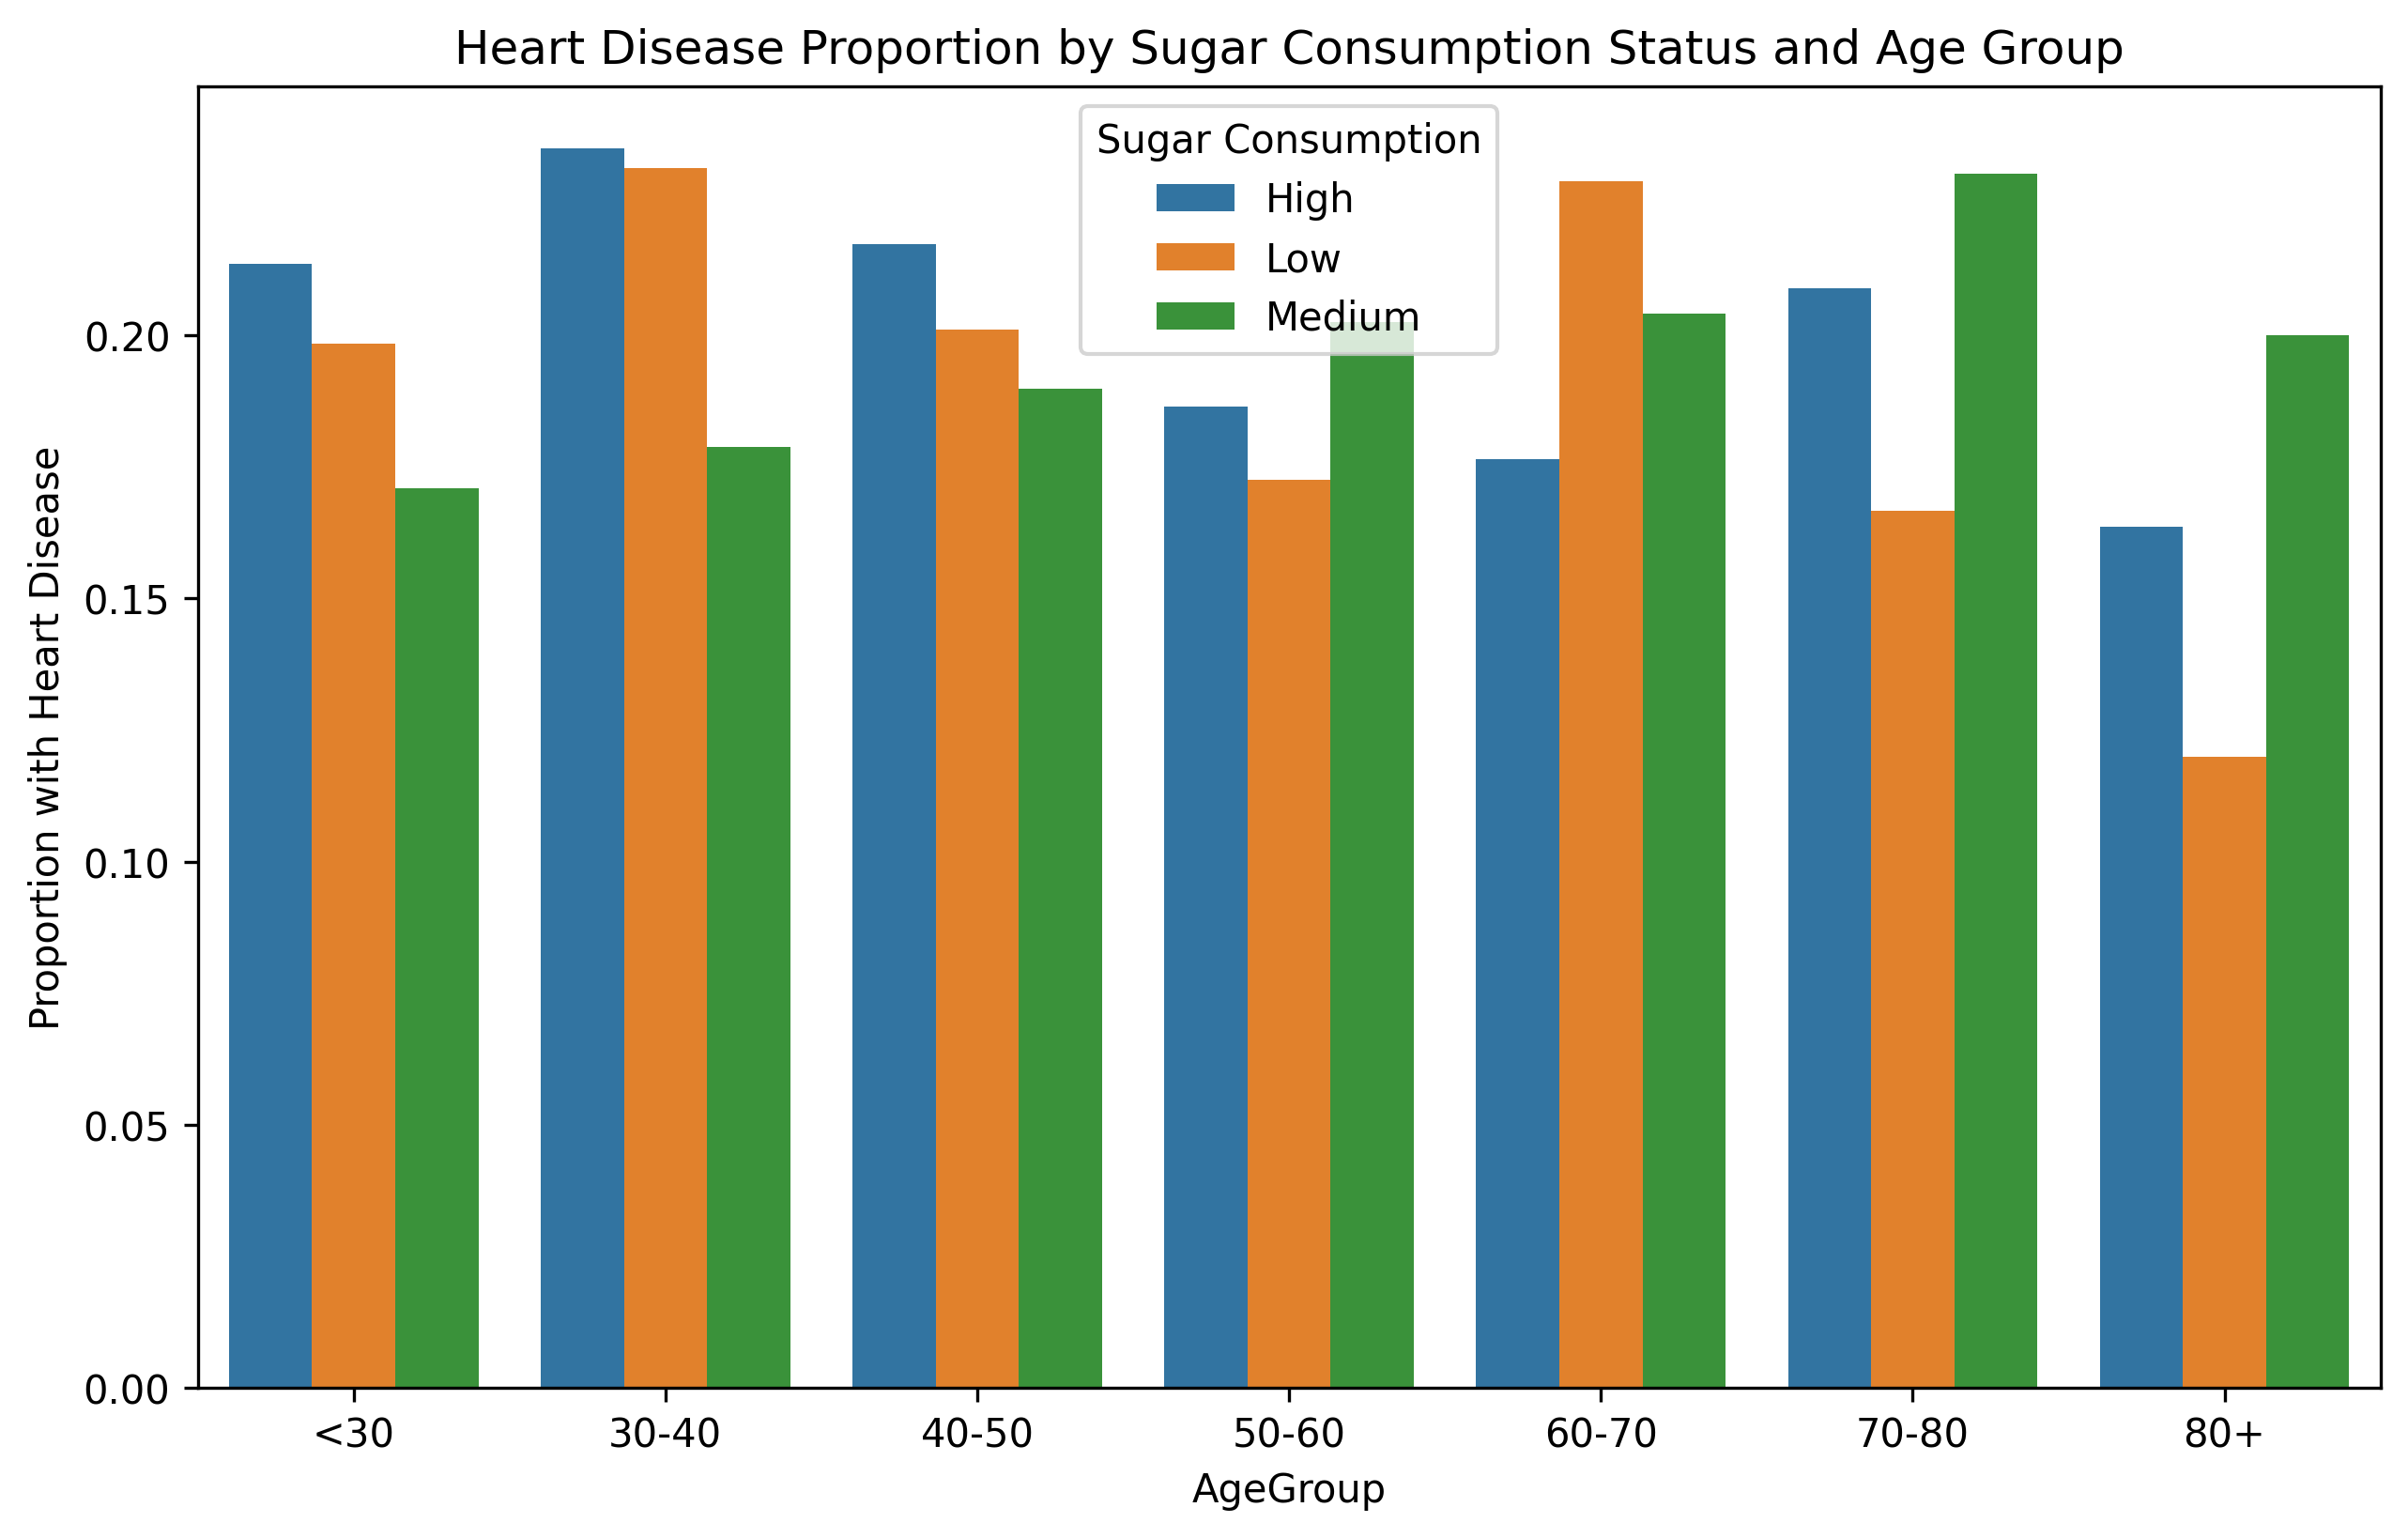 Heart Disease Proportion by Sugar Consumption Status and Age Group
Sugar Consumption
High
Low
Medium
Proportion with Heart Disease
0.20
0.15
0.10
0.05
0.00
<30
30-40
40-50
50-60
60-70
70-80
80+
AgeGroup